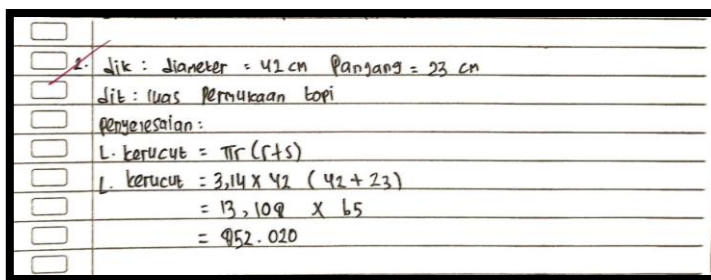 2. dik : diameter = 42 cm Panjang = 23 cm
dit : luas Permukaan topi
Penyelesaian :
L. kerucut = πr (r+s)
L. kerucut = 3,14 x 42 (42 + 23)
= 13,108 x 65
= 852.020